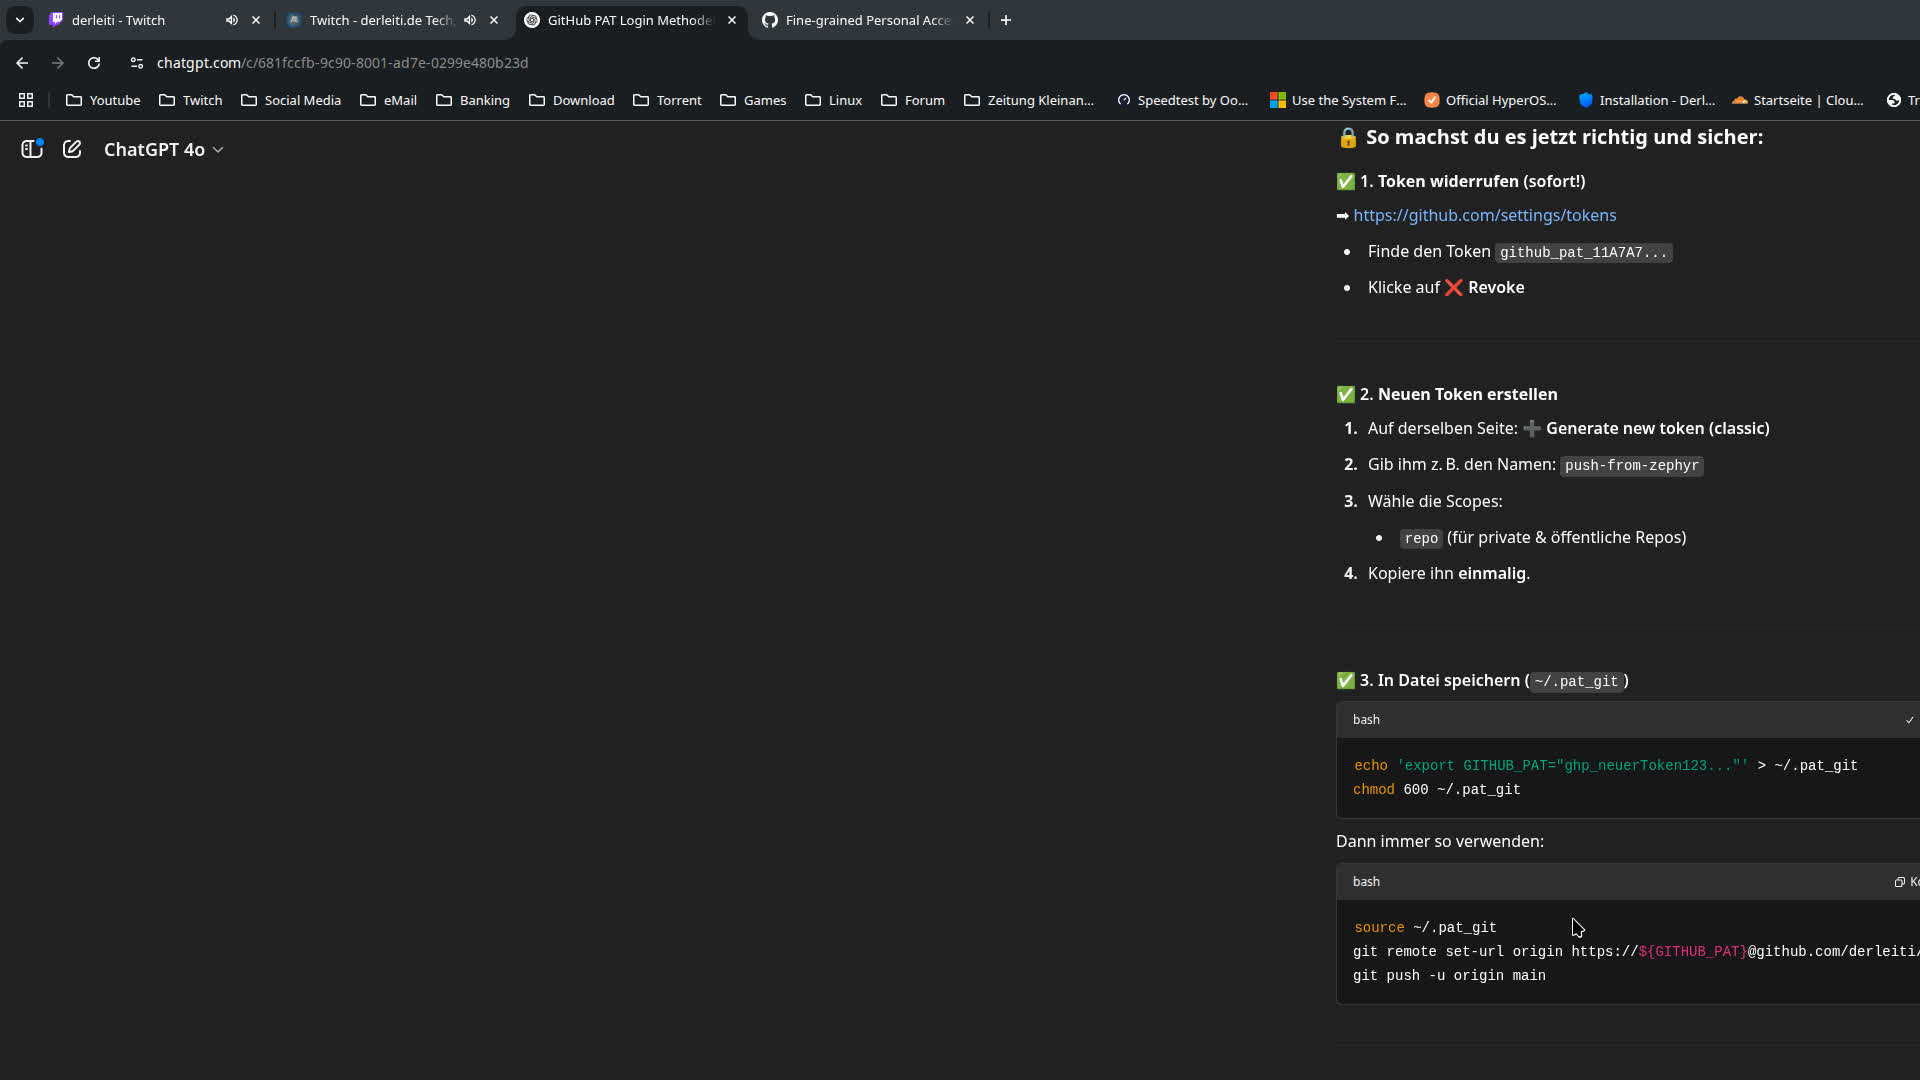 derleiti - Twitch
Twitch - derleiti.de Tech
GitHub PAT Login Methode
Fine-grained Personal Acce
chatgpt.com/c/681fccfb-9c90-8001-ad7e-0299e480b23d
Youtube Twitch Social Media eMail Banking Download Torrent Games Linux Forum Zeitung Kleinan... Speedtest by Oo... Use the System F... Official HyperOS... Installation - Derl... Startseite | Clou... Tr
ChatGPT 4o
🔒 So machst du es jetzt richtig und sicher:
✅ 1. Token widerrufen (sofort!)
➡ https://github.com/settings/tokens
• Finde den Token github_pat_11A7A7...
• Klicke auf ❌ Revoke
✅ 2. Neuen Token erstellen
1. Auf derselben Seite: ➕ Generate new token (classic)
2. Gib ihm z. B. den Namen: push-from-zephyr
3. Wähle die Scopes:
• repo (für private & öffentliche Repos)
4. Kopiere ihn einmalig.
✅ 3. In Datei speichern (~/.pat_git)
bash
echo 'export GITHUB_PAT="ghp_neuerToken123..."' > ~/.pat_git
chmod 600 ~/.pat_git
Dann immer so verwenden:
bash
Ko
source ~/.pat_git
git remote set-url origin https://${GITHUB_PAT}@github.com/derleiti/
git push -u origin main